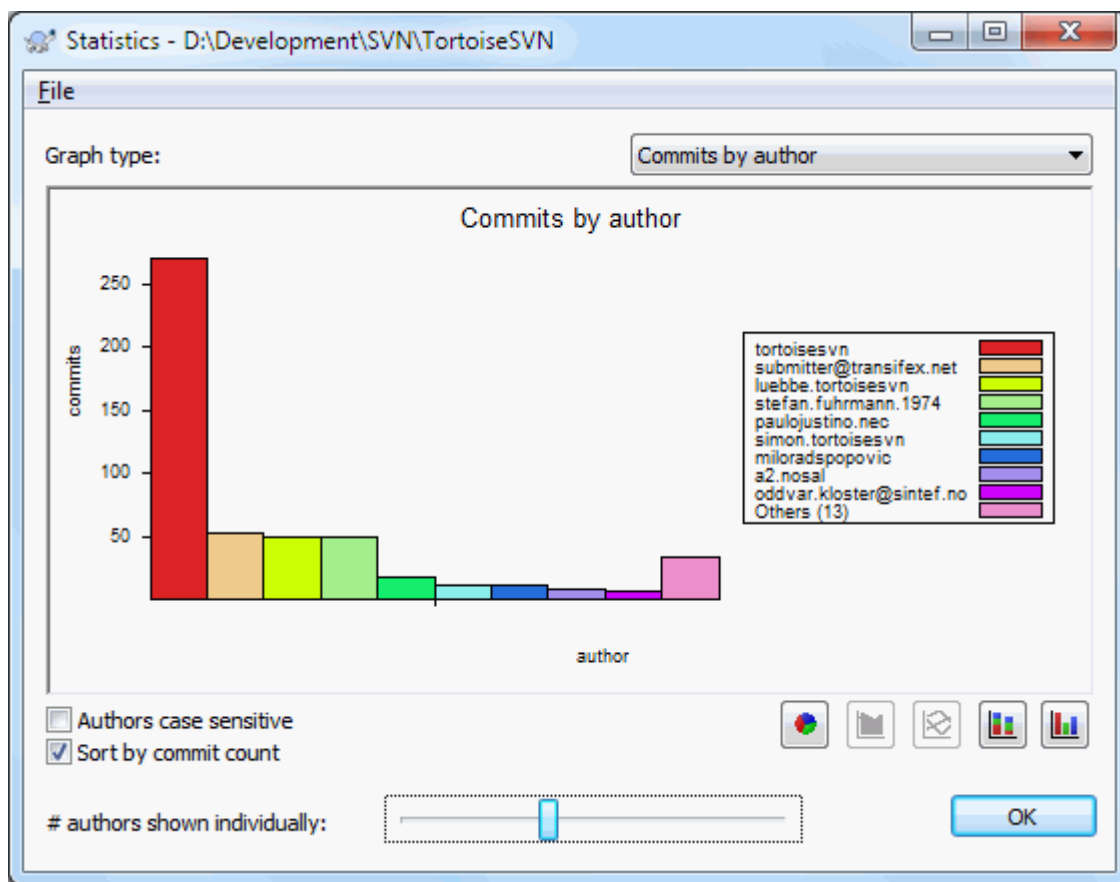 Statistics - D:\Development\SVN\TortoiseSVN
File
Graph type:
Commits by author
Commits by author
250
200
150
100
50
commits
author
tortoisesvn
submitter@transifex.net
luebbe.tortoisesvn
stefan.fuhrmann.1974
paulojustino.nec
simon.tortoisesvn
miloradspopovic
a2.nosal
oddvar.kloster@sintef.no
Others (13)
Authors case sensitive
Sort by commit count
# authors shown individually:
OK